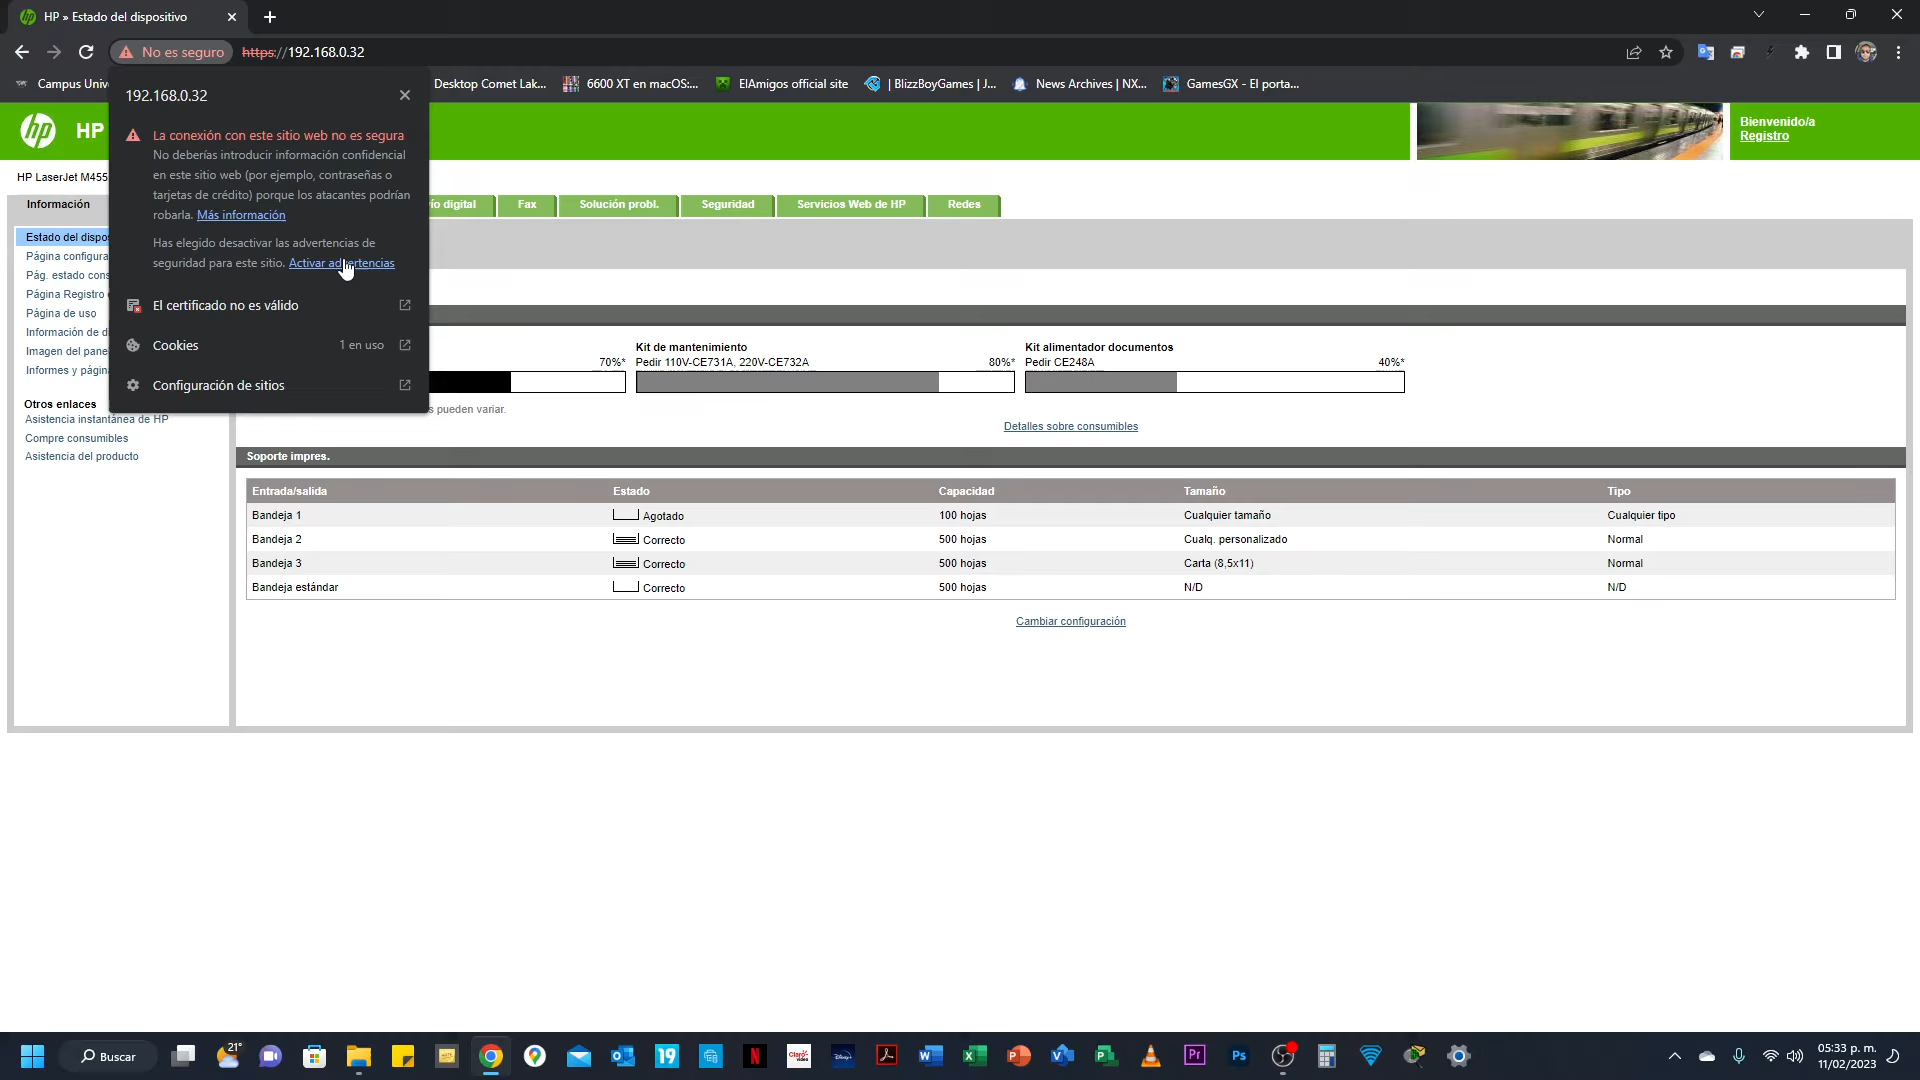 HP » Estado del dispositivo
No es seguro
https://192.168.0.32
Desktop Comet Lak...
6600 XT en macOS:...
ElAmigos official site
| BlizzBoyGames | J...
News Archives | NX...
GamesGX - El porta...
Campus Univ
192.168.0.32
La conexión con este sitio web no es segura
No deberías introducir información confidencial
en este sitio web (por ejemplo, contraseñas o
tarjetas de crédito) porque los atacantes podrían
robarla. Más información
Has elegido desactivar las advertencias de
seguridad para este sitio. Activar advertencias
El certificado no es válido
Cookies
1 en uso
Configuración de sitios
hp
HP
Bienvenido/a
Registro
HP LaserJet M455
Información
ío digital
Fax
Solución probl.
Seguridad
Servicios Web de HP
Redes
Estado del dispos
Página configura
Pág. estado cons
Página Registro
Página de uso
Información de d
Imagen del pane
Informes y págin
Otros enlaces
Asistencia instantánea de HP
Compre consumibles
Asistencia del producto
70%*
Kit de mantenimiento
Pedir 110V-CE731A, 220V-CE732A
80%*
Kit alimentador documentos
Pedir CE248A
40%*
s pueden variar.
Detalles sobre consumibles
Soporte impres.
Entrada/salida Estado Capacidad Tamaño Tipo
Bandeja 1 Agotado 100 hojas Cualquier tamaño Cualquier tipo
Bandeja 2 Correcto 500 hojas Cualq. personalizado Normal
Bandeja 3 Correcto 500 hojas Carta (8,5x11) Normal
Bandeja estándar Correcto 500 hojas N/D N/D
Cambiar configuración
Buscar
21°
19
N
Pr
Ps
05:33 p. m.
11/02/2023